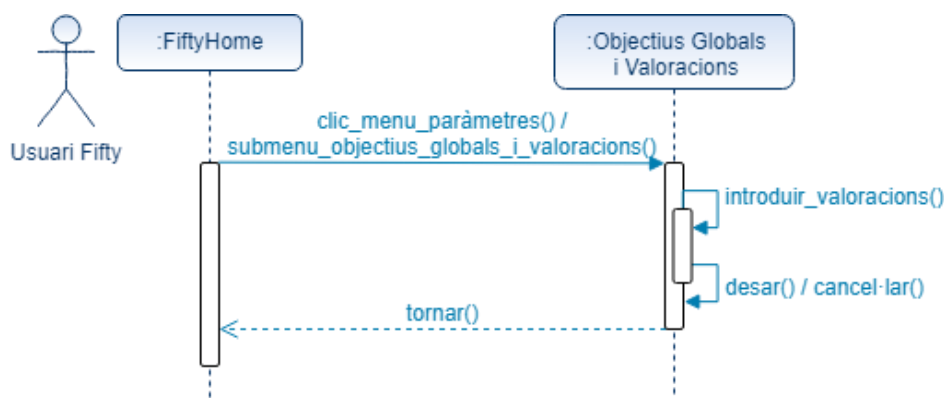 :FiftyHome
:Objectius Globals
i Valoracions
Usuari Fifty
clic_menu_paràmetres() /
submenu_objectius_globals_i_valoracions()
introduir_valoracions()
desar() / cancel·lar()
tornar()